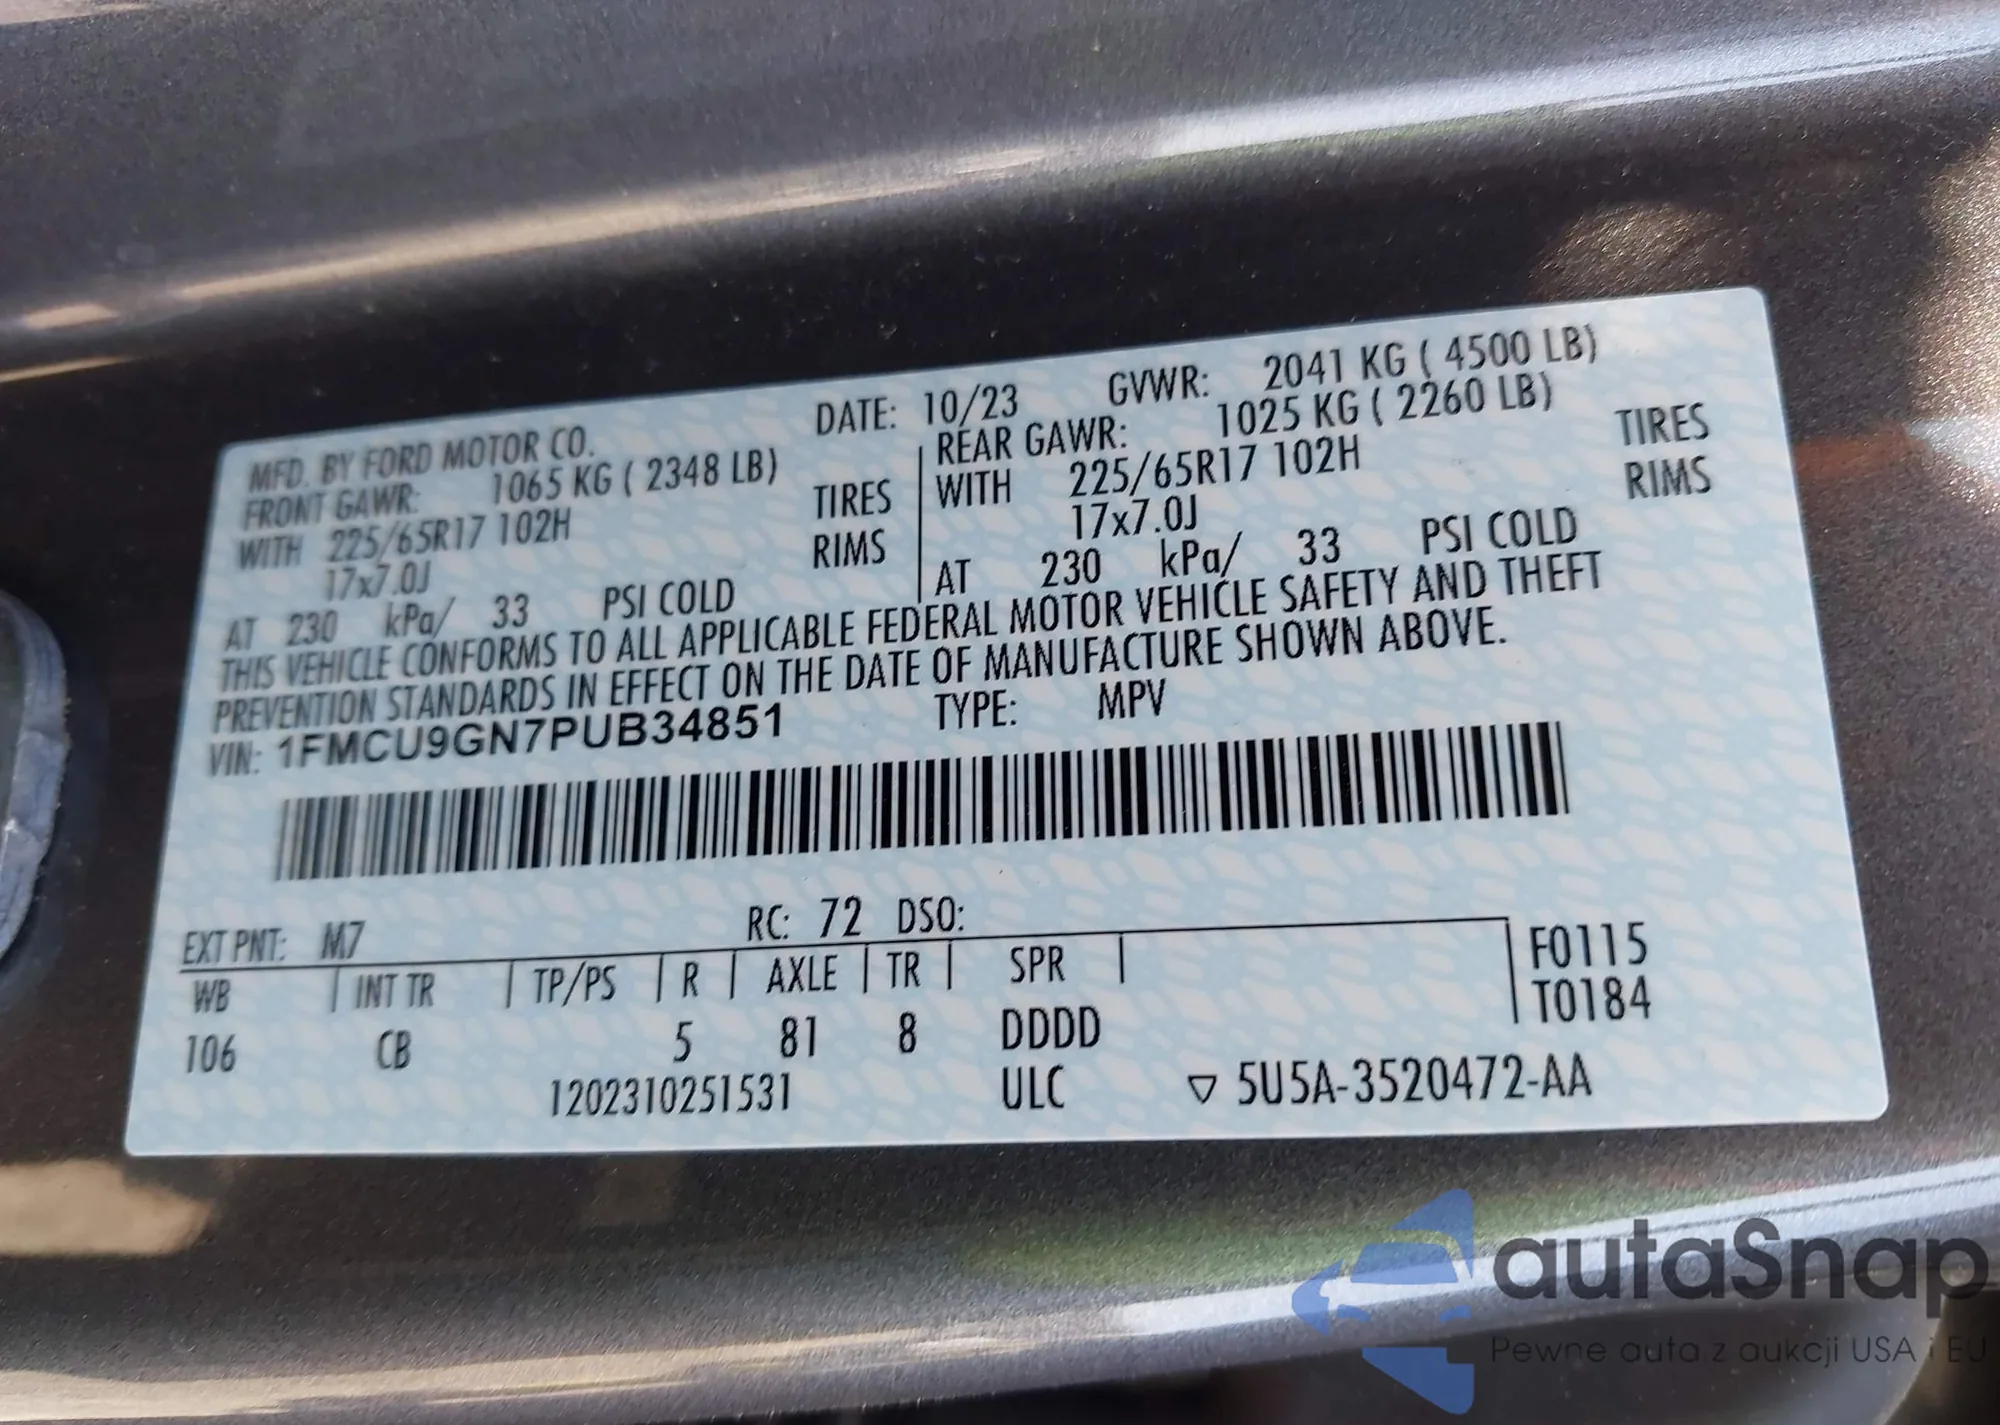 MFD. BY FORD MOTOR CO. DATE: 10/23 GVWR: 2041 KG ( 4500 LB)
FRONT GAWR: 1065 KG ( 2348 LB) REAR GAWR: 1025 KG ( 2260 LB)
WITH 225/65R17 102H TIRES WITH 225/65R17 102H TIRES
17x7.0J RIMS 17x7.0J RIMS
AT 230 kPa/ 33 PSI COLD AT 230 kPa/ 33 PSI COLD
THIS VEHICLE CONFORMS TO ALL APPLICABLE FEDERAL MOTOR VEHICLE SAFETY AND THEFT
PREVENTION STANDARDS IN EFFECT ON THE DATE OF MANUFACTURE SHOWN ABOVE.
VIN: 1FMCU9GN7PUB34851 TYPE: MPV
EXT PNT: M7 RC: 72 DSO:
WB INT TR TP/PS R AXLE TR SPR F0115
T0184
106 CB 5 81 8 DDDD
1202310251531 ULC ▽ 5U5A-3520472-AA
autaSnap
Pewne auta z aukcji USA i EU